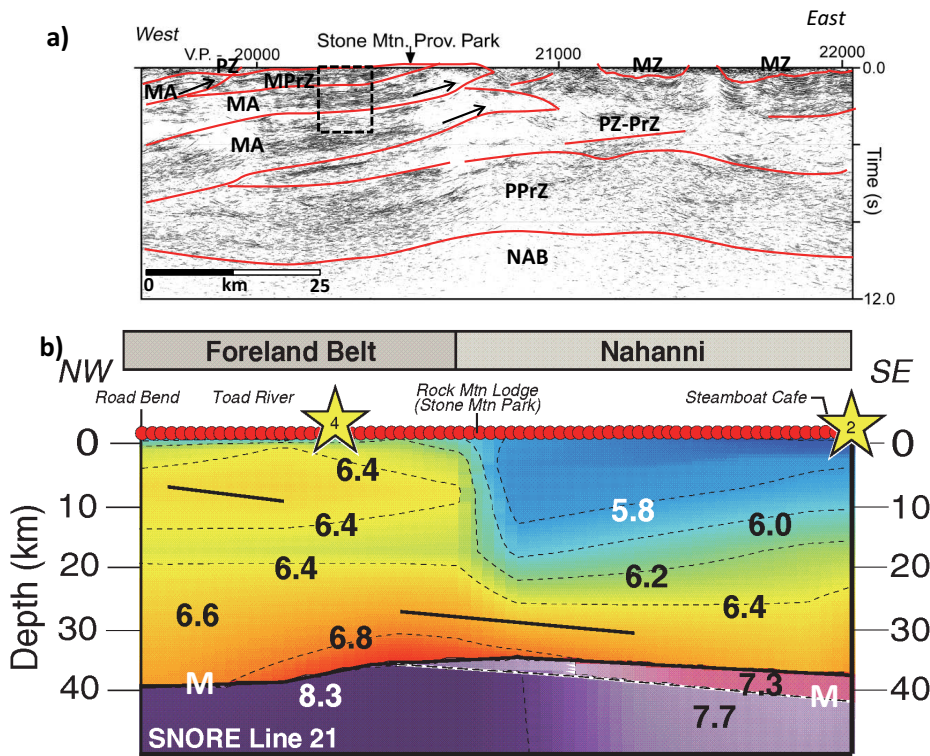 a)
West
East
V.P. - 20000
Stone Mtn. Prov. Park
21000
22000
PZ
MZ
MZ
0.0
MA
MPrZ
MA
MA
PZ-PrZ
PPrZ
NAB
Time (s)
0
km
25
12.0
b)
Foreland Belt
Nahanni
NW
SE
Road Bend
Toad River
Rock Mtn Lodge
(Stone Mtn Park)
Steamboat Cafe
4
2
0
0
6.4
10
5.8
10
6.4
6.0
20
6.4
6.2
20
6.6
6.4
30
6.8
30
M
8.3
7.3
M
40
40
7.7
Depth (km)
SNORE Line 21